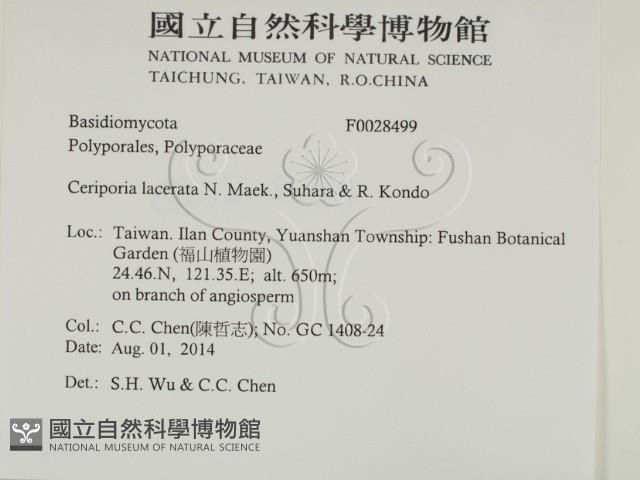 國立自然科學博物館
NATIONAL MUSEUM OF NATURAL SCIENCE
TAICHUNG, TAIWAN, R.O.CHINA
Basidiomycota F0028499
Polyporales, Polyporaceae
Ceriporia lacerata N. Maek., Suhara & R. Kondo
Loc.: Taiwan. Ilan County, Yuanshan Township: Fushan Botanical
Garden (福山植物園)
24.46.N, 121.35.E; alt. 650m;
on branch of angiosperm
Col.: C.C. Chen(陳哲志); No. GC 1408-24
Date: Aug. 01, 2014
Det.: S.H. Wu & C.C. Chen
國立自然科學博物館
NATIONAL MUSEUM OF NATURAL SCIENCE